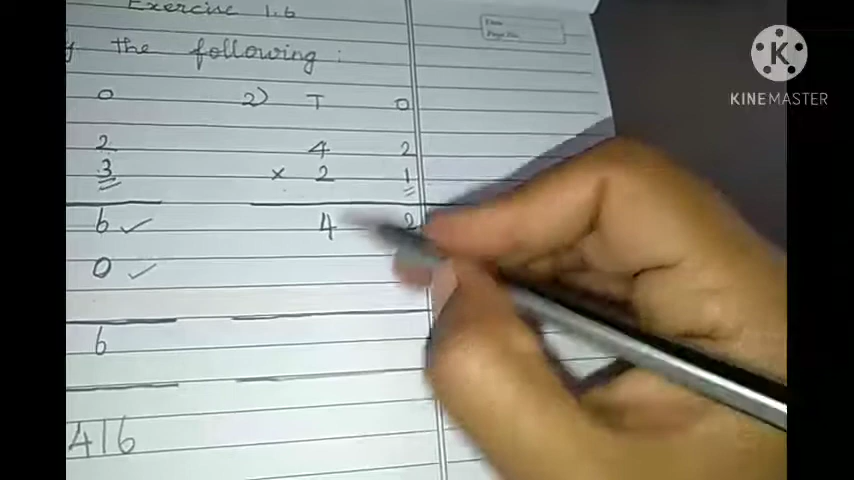 Exercise 1.6
y the following :
O 2) T O
2 4 2
3 × 2 1
6 ✓ 4 2
0 ✓
6
416
KINEMASTER